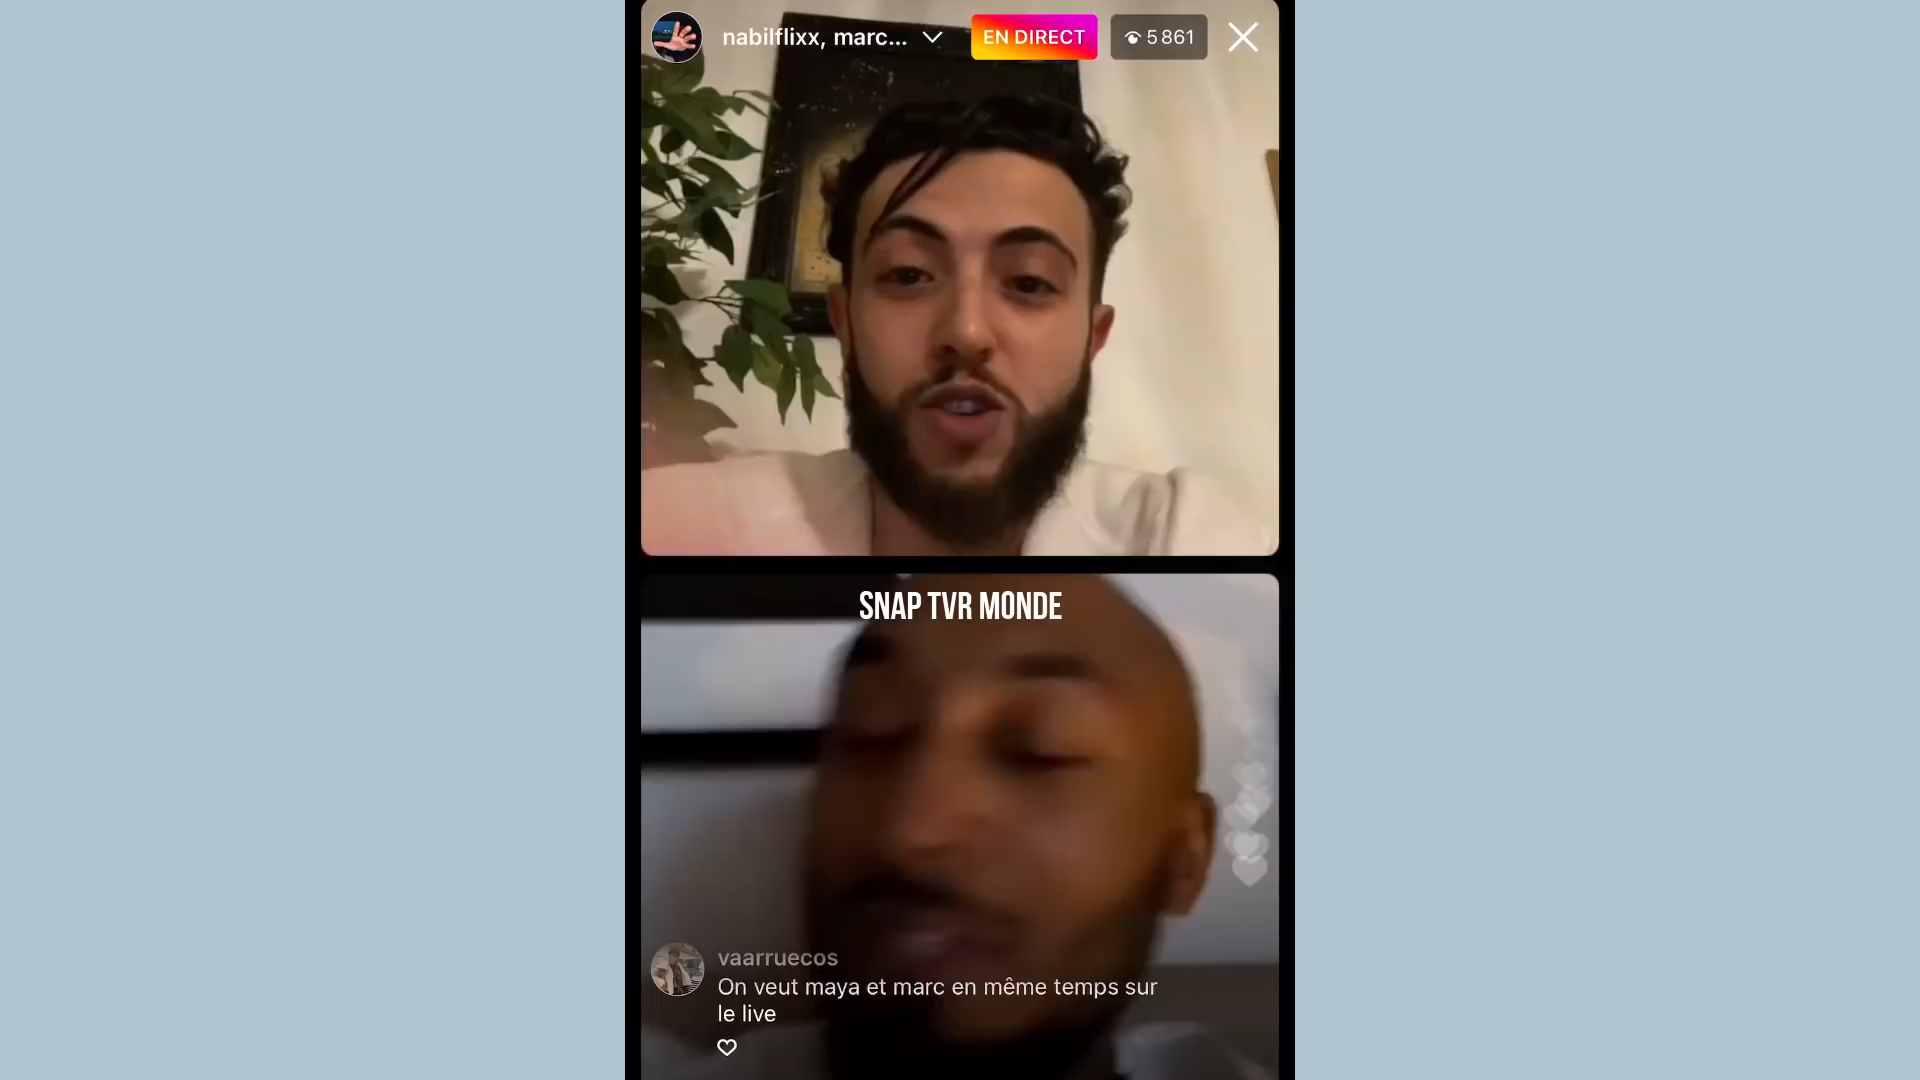 nabilflixx, marc...
EN DIRECT
5 861
SNAP TVR MONDE
vaarruecos
On veut maya et marc en même temps sur
le live